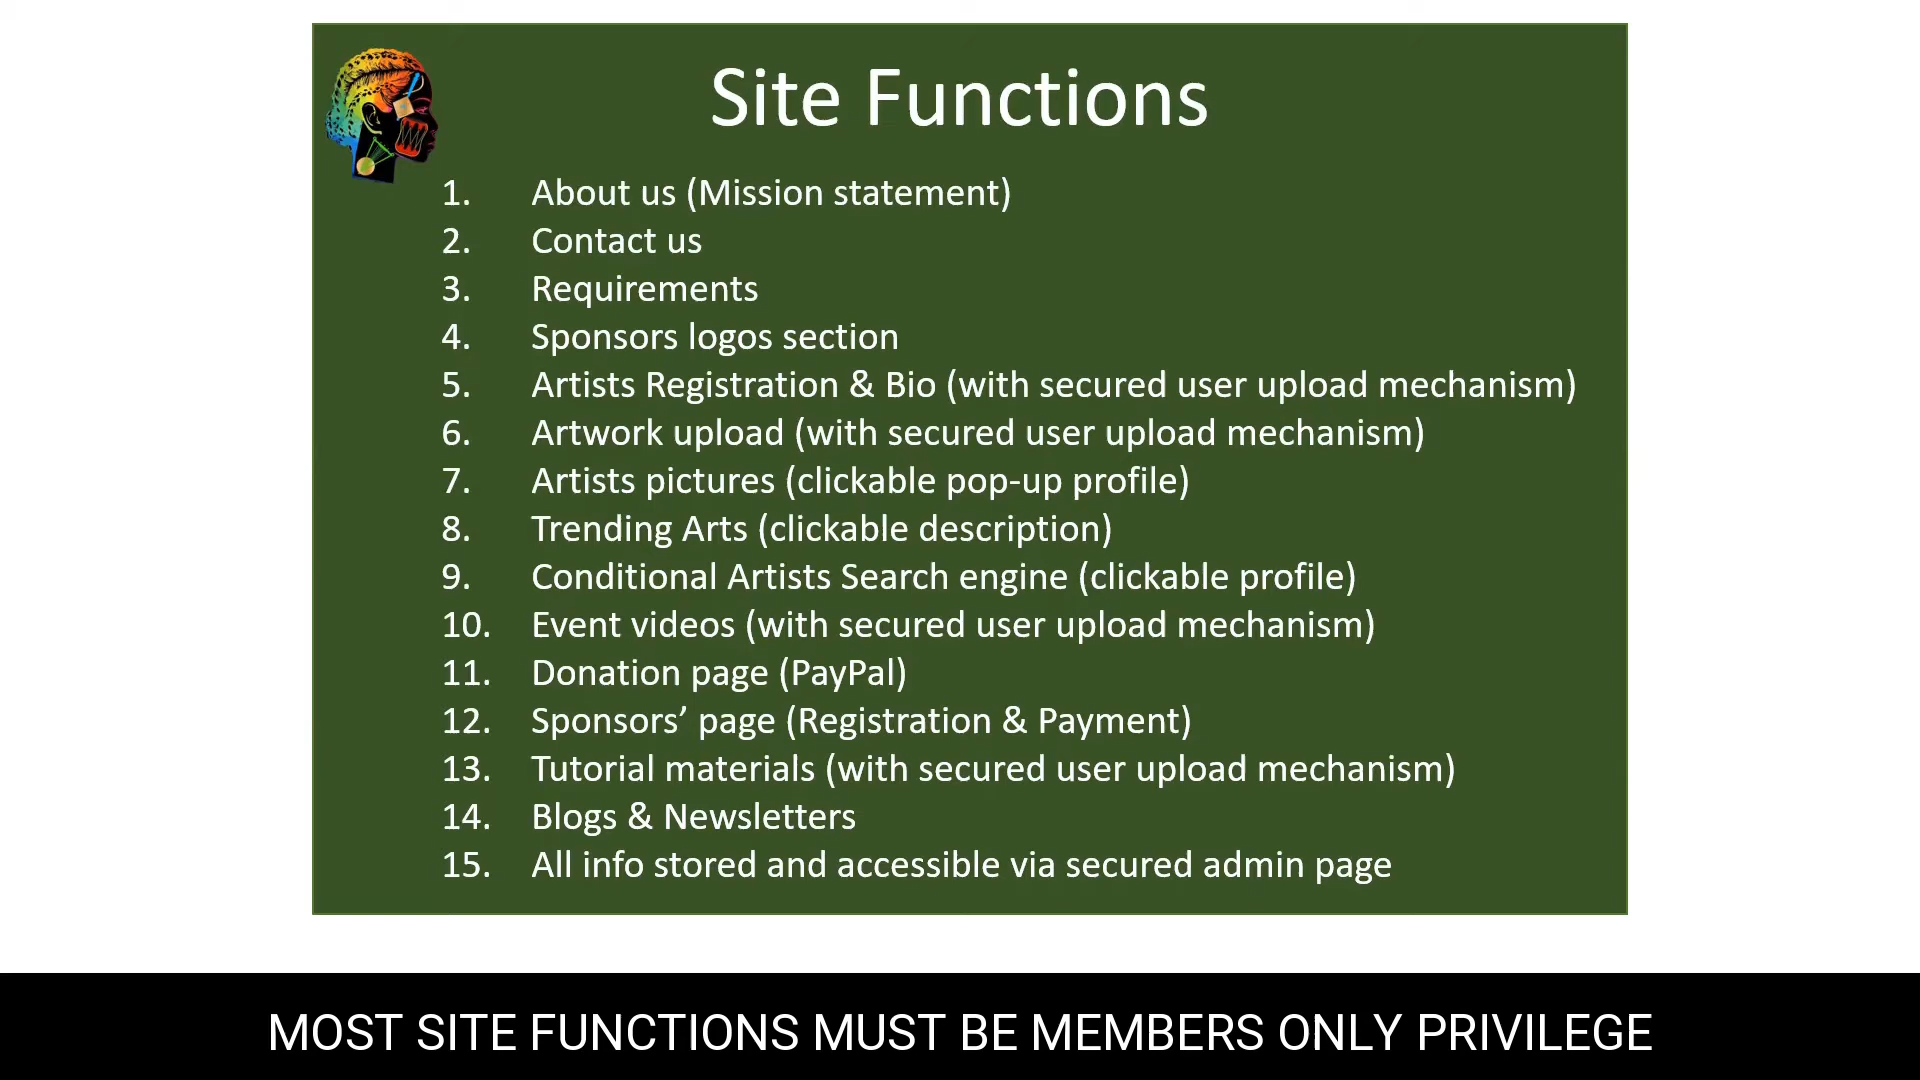 Site Functions
1. About us (Mission statement)
2. Contact us
3. Requirements
4. Sponsors logos section
5. Artists Registration & Bio (with secured user upload mechanism)
6. Artwork upload (with secured user upload mechanism)
7. Artists pictures (clickable pop-up profile)
8. Trending Arts (clickable description)
9. Conditional Artists Search engine (clickable profile)
10. Event videos (with secured user upload mechanism)
11. Donation page (PayPal)
12. Sponsors’ page (Registration & Payment)
13. Tutorial materials (with secured user upload mechanism)
14. Blogs & Newsletters
15. All info stored and accessible via secured admin page
MOST SITE FUNCTIONS MUST BE MEMBERS ONLY PRIVILEGE